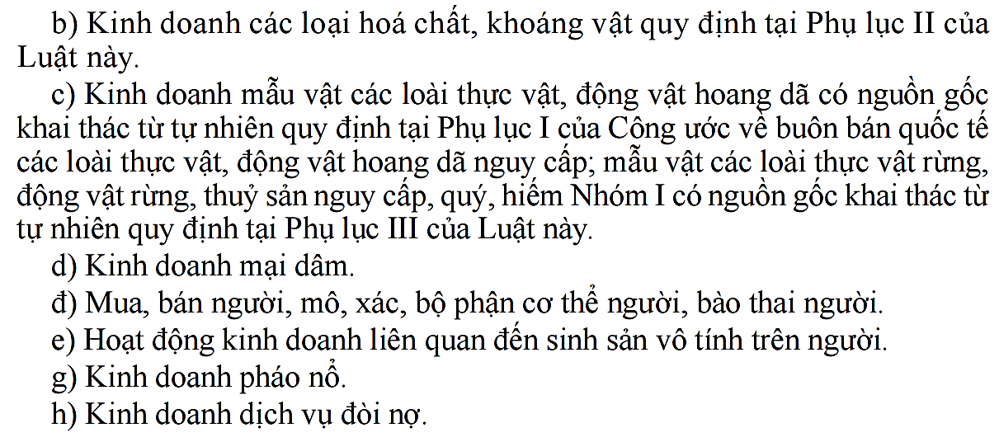 b) Kinh doanh các loại hoá chất, khoáng vật quy định tại Phụ lục II của
Luật này.
c) Kinh doanh mẫu vật các loài thực vật, động vật hoang dã có nguồn gốc
khai thác từ tự nhiên quy định tại Phụ lục I của Công ước về buôn bán quốc tế
các loài thực vật, động vật hoang dã nguy cấp; mẫu vật các loài thực vật rừng,
động vật rừng, thuỷ sản nguy cấp, quý, hiếm Nhóm I có nguồn gốc khai thác từ
tự nhiên quy định tại Phụ lục III của Luật này.
d) Kinh doanh mại dâm.
đ) Mua, bán người, mô, xác, bộ phận cơ thể người, bào thai người.
e) Hoạt động kinh doanh liên quan đến sinh sản vô tính trên người.
g) Kinh doanh pháo nổ.
h) Kinh doanh dịch vụ đòi nợ.